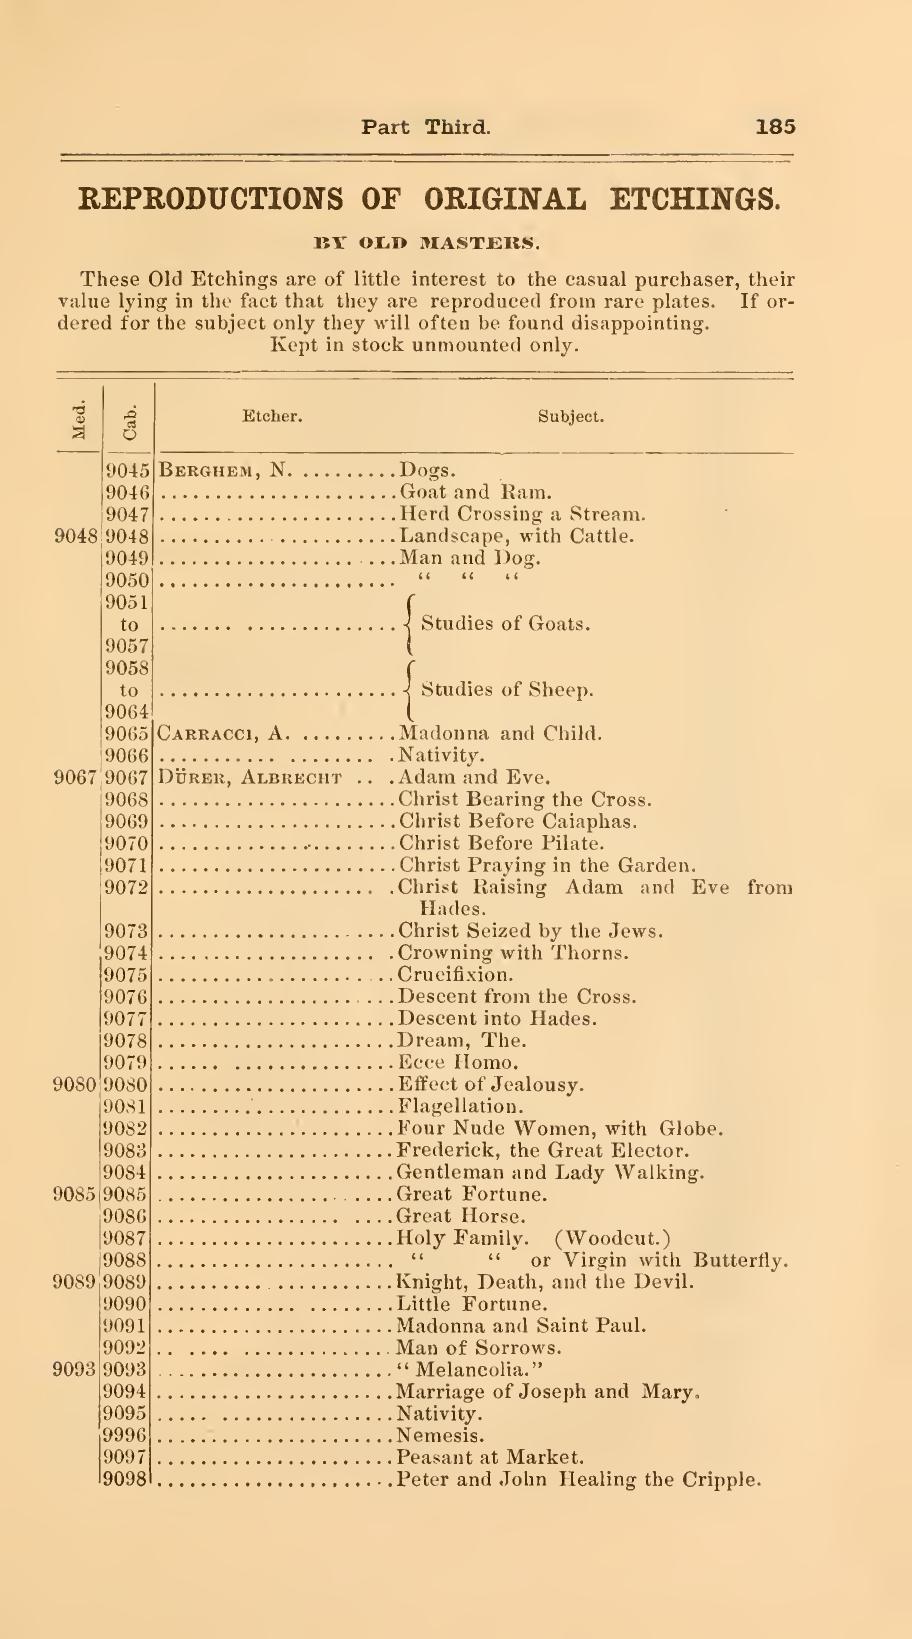 Part Third. 185
REPRODUCTIONS OF ORIGINAL ETCHINGS.
BY OLD MASTERS.
These Old Etchings are of little interest to the casual purchaser, their
value lying in the fact that they are reproduced from rare plates. If or-
dered for the subject only they will often be found disappointing.
Kept in stock unmounted only.
Med. Cab. Etcher. Subject.
9045 BERGHEM, N. .........Dogs.
9046 ......................Goat and Ram.
9047 ......................Herd Crossing a Stream.
9048 9048 ......................Landscape, with Cattle.
9049 ......................Man and Dog.
9050 ...................... “ “ “
9051
to ...................... { Studies of Goats.
9057
9058
to ...................... { Studies of Sheep.
9064
9065 CARRACCI, A. .........Madonna and Child.
9066 ......................Nativity.
9067 9067 DÜRER, ALBRECHT .. .Adam and Eve.
9068 ......................Christ Bearing the Cross.
9069 ......................Christ Before Caiaphas.
9070 ......................Christ Before Pilate.
9071 ......................Christ Praying in the Garden.
9072 ......................Christ Raising Adam and Eve from
Hades.
9073 ......................Christ Seized by the Jews.
9074 ......................Crowning with Thorns.
9075 ......................Crucifixion.
9076 ......................Descent from the Cross.
9077 ......................Descent into Hades.
9078 ......................Dream, The.
9079 ......................Ecce Homo.
9080 9080 ......................Effect of Jealousy.
9081 ......................Flagellation.
9082 ......................Four Nude Women, with Globe.
9083 ......................Frederick, the Great Elector.
9084 ......................Gentleman and Lady Walking.
9085 9085 ......................Great Fortune.
9086 ......................Great Horse.
9087 ......................Holy Family. (Woodcut.)
9088 ...................... “ “ or Virgin with Butterfly.
9089 9089 ......................Knight, Death, and the Devil.
9090 ......................Little Fortune.
9091 ......................Madonna and Saint Paul.
9092 ......................Man of Sorrows.
9093 9093 ......................“ Melancolia.”
9094 ......................Marriage of Joseph and Mary.
9095 ......................Nativity.
9996 ......................Nemesis.
9097 ......................Peasant at Market.
9098 ......................Peter and John Healing the Cripple.